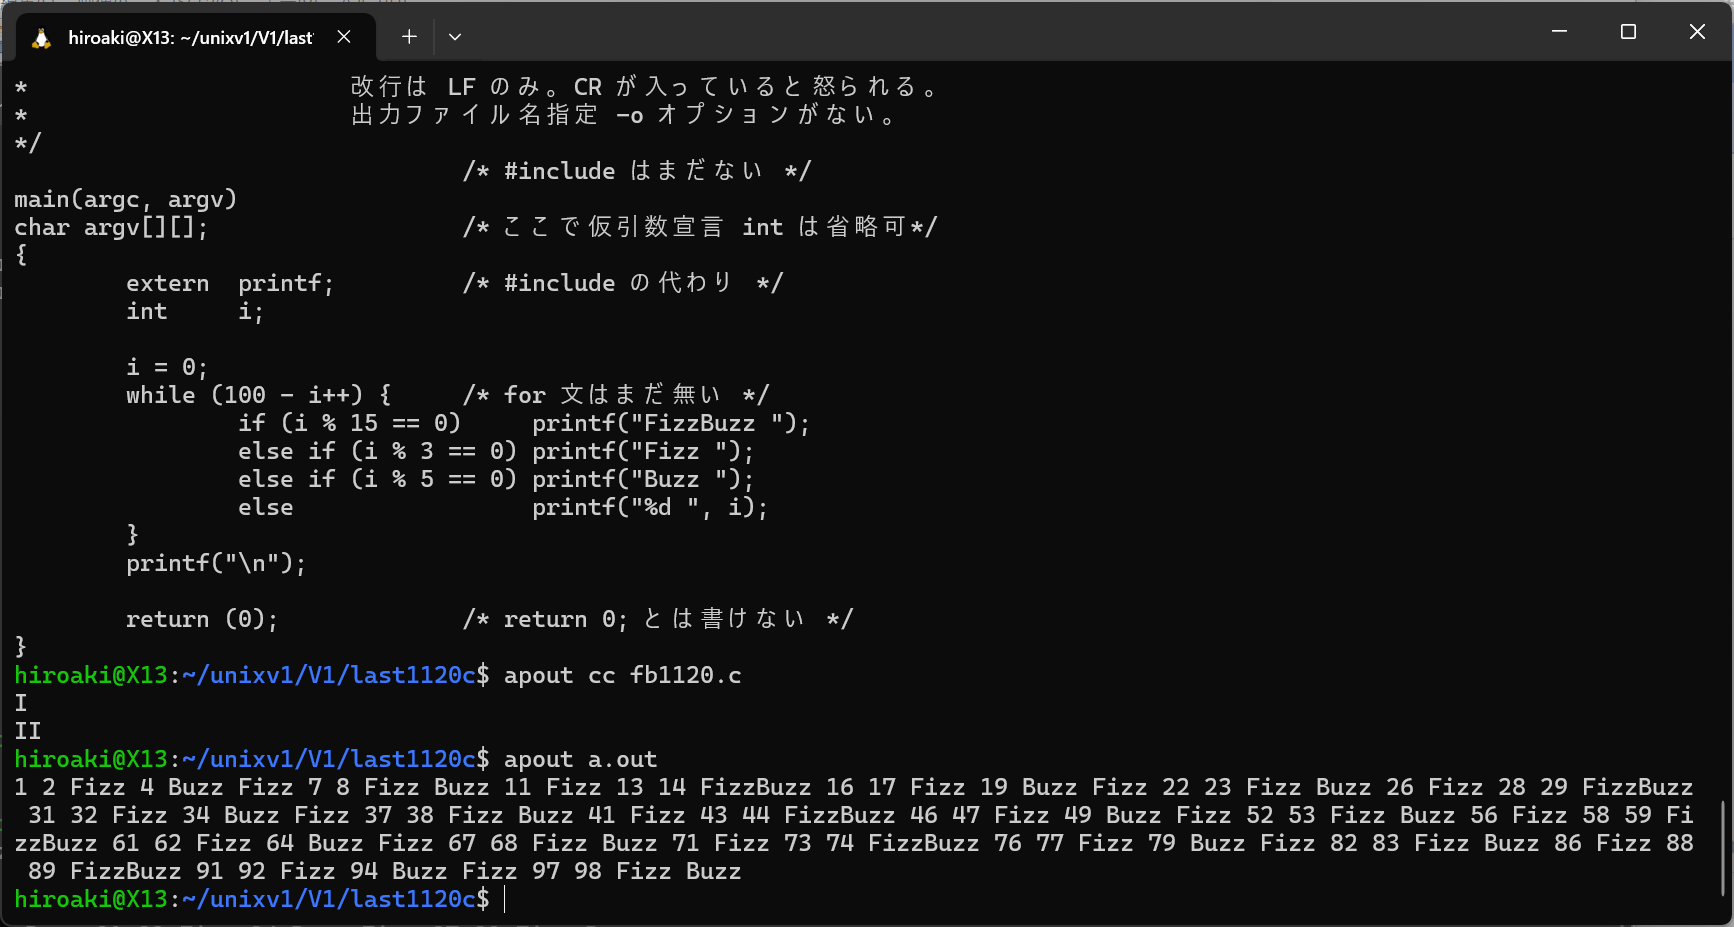 hiroaki@X13: ~/unixv1/V1/last
* 改行は LF のみ。CR が入っていると怒られる。
* 出力ファイル名指定 -o オプションがない。
*/
/* #include はまだない */
main(argc, argv)
char argv[][]; /* ここで仮引数宣言 int は省略可*/
{
extern printf; /* #include の代わり */
int i;
i = 0;
while (100 - i++) { /* for 文はまだ無い */
if (i % 15 == 0) printf("FizzBuzz ");
else if (i % 3 == 0) printf("Fizz ");
else if (i % 5 == 0) printf("Buzz ");
else printf("%d ", i);
}
printf("\n");
return (0); /* return 0; とは書けない */
}
hiroaki@X13:~/unixv1/V1/last1120c$ apout cc fb1120.c
I
II
hiroaki@X13:~/unixv1/V1/last1120c$ apout a.out
1 2 Fizz 4 Buzz Fizz 7 8 Fizz Buzz 11 Fizz 13 14 FizzBuzz 16 17 Fizz 19 Buzz Fizz 22 23 Fizz Buzz 26 Fizz 28 29 FizzBuzz
31 32 Fizz 34 Buzz Fizz 37 38 Fizz Buzz 41 Fizz 43 44 FizzBuzz 46 47 Fizz 49 Buzz Fizz 52 53 Fizz Buzz 56 Fizz 58 59 Fi
zzBuzz 61 62 Fizz 64 Buzz Fizz 67 68 Fizz Buzz 71 Fizz 73 74 FizzBuzz 76 77 Fizz 79 Buzz Fizz 82 83 Fizz Buzz 86 Fizz 88
89 FizzBuzz 91 92 Fizz 94 Buzz Fizz 97 98 Fizz Buzz
hiroaki@X13:~/unixv1/V1/last1120c$